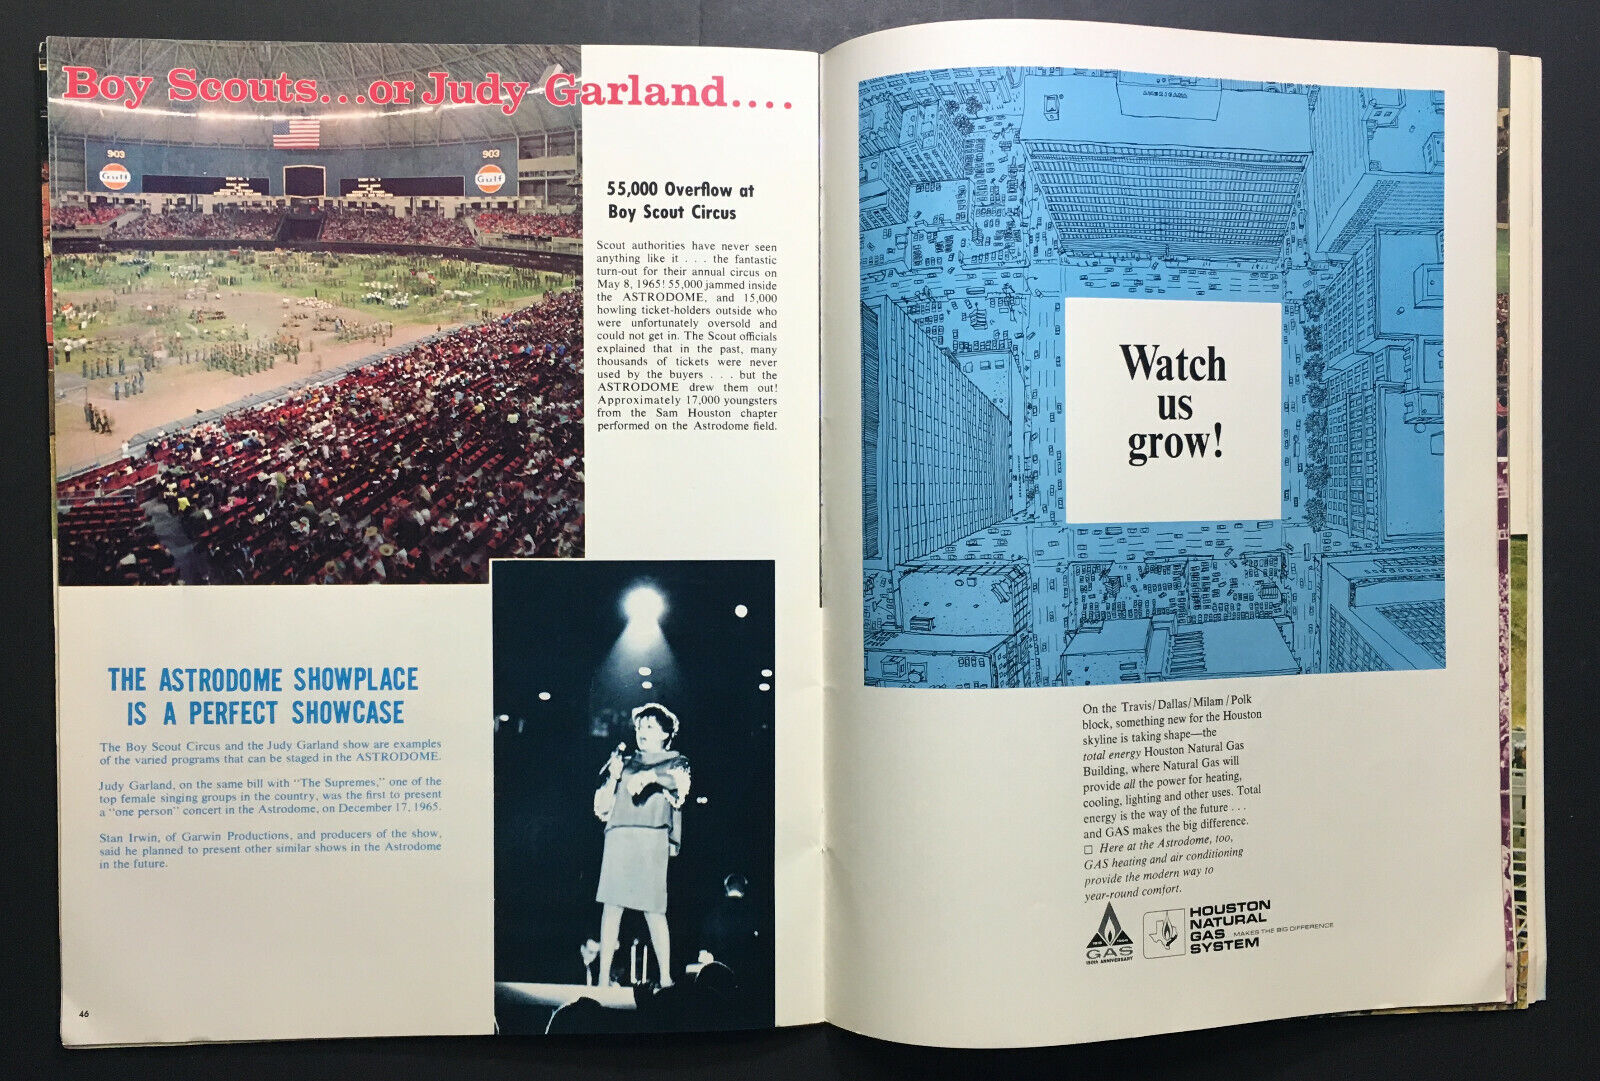 Boy Scouts...or Judy Garland....
903
Gulf
903
Gulf
55,000 Overflow at
Boy Scout Circus
Scout authorities have never seen
anything like it . . . the fantastic
turn-out for their annual circus on
May 8, 1965! 55,000 jammed inside
the ASTRODOME, and 15,000
howling ticket-holders outside who
were unfortunately oversold and
could not get in. The Scout officials
explained that in the past, many
thousands of tickets were never
used by the buyers . . . but the
ASTRODOME drew them out!
Approximately 17,000 youngsters
from the Sam Houston chapter
performed on the Astrodome field.
THE ASTRODOME SHOWPLACE
IS A PERFECT SHOWCASE
The Boy Scout Circus and the Judy Garland show are examples
of the varied programs that can be staged in the ASTRODOME.
Judy Garland, on the same bill with "The Supremes," one of the
top female singing groups in the country, was the first to present
a "one person" concert in the Astrodome, on December 17, 1965.
Stan Irwin, of Garwin Productions, and producers of the show,
said he planned to present other similar shows in the Astrodome
in the future.
46
AMERICANA
Watch
us
grow!
On the Travis/Dallas/Milam/Polk
block, something new for the Houston
skyline is taking shape—the
total energy Houston Natural Gas
Building, where Natural Gas will
provide all the power for heating,
cooling, lighting and other uses. Total
energy is the way of the future . . .
and GAS makes the big difference.
□ Here at the Astrodome, too,
GAS heating and air conditioning
provide the modern way to
year-round comfort.
GAS
150th ANNIVERSARY
HOUSTON
NATURAL
GAS MAKES THE BIG DIFFERENCE
SYSTEM